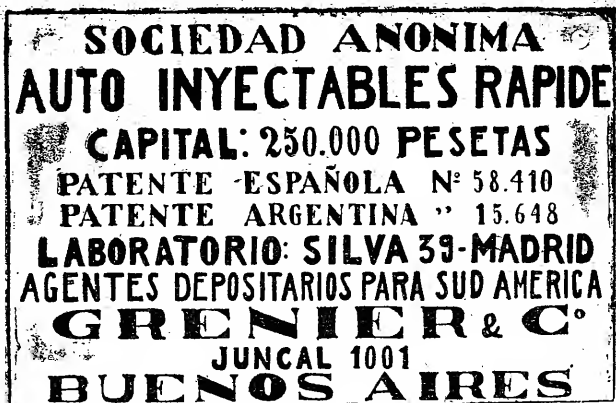 SOCIEDAD ANONIMA
AUTO INYECTABLES RAPIDE
CAPITAL: 250.000 PESETAS
PATENTE ESPAÑOLA Nº 58.410
PATENTE ARGENTINA ,, 15.648
LABORATORIO: SILVA 39-MADRID
AGENTES DEPOSITARIOS PARA SUD AMERICA
GRENIER & Cº
JUNCAL 1001
BUENOS AIRES